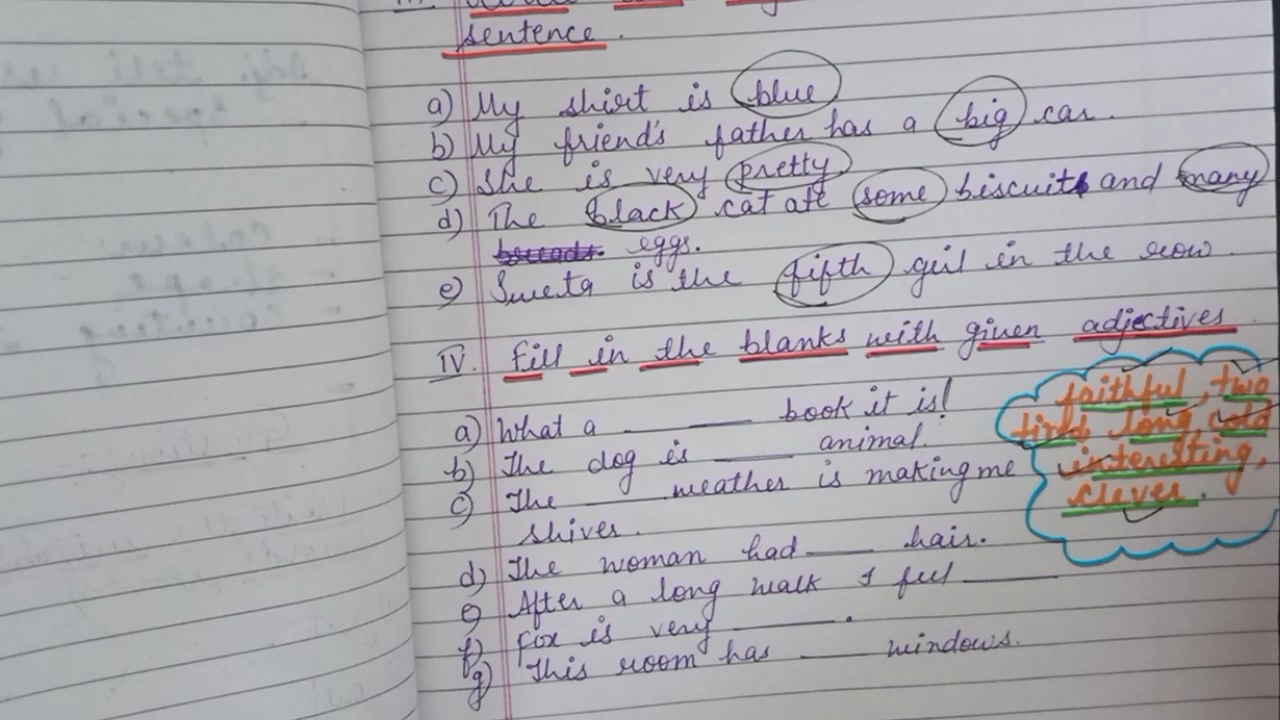 sentence.
a) My shirt is blue
b) My friend's father has a big car.
c) She is very pretty.
d) The black cat ate some biscuits and many
eggs.
e) Sweta is the fifth girl in the row.
IV. Fill in the blanks with given adjectives
faithful, two
tired, long, cold
interesting,
clever.
a) What a ______ book it is!
b) The dog is ____ animal.
c) The ____ weather is making me
shiver.
d) The woman had ____ hair.
e) After a long walk I feel ____
f) Fox is very ____.
g) This room has ____ windows.